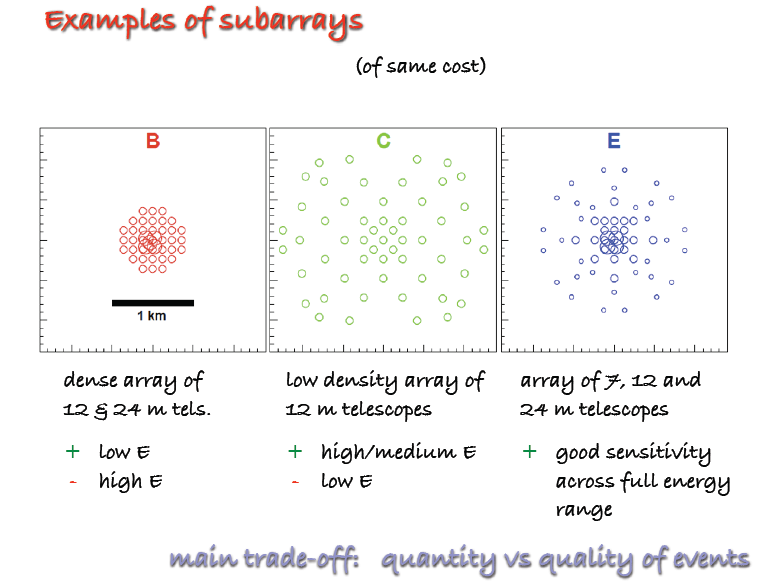 Examples of subarrays
(of same cost)
B
C
E
1 km
dense array of
12 & 24 m tels.
+ low E
- high E
low density array of
12 m telescopes
+ high/medium E
- low E
array of 7, 12 and
24 m telescopes
+ good sensitivity
across full energy
range
main trade-off: quantity vs quality of events